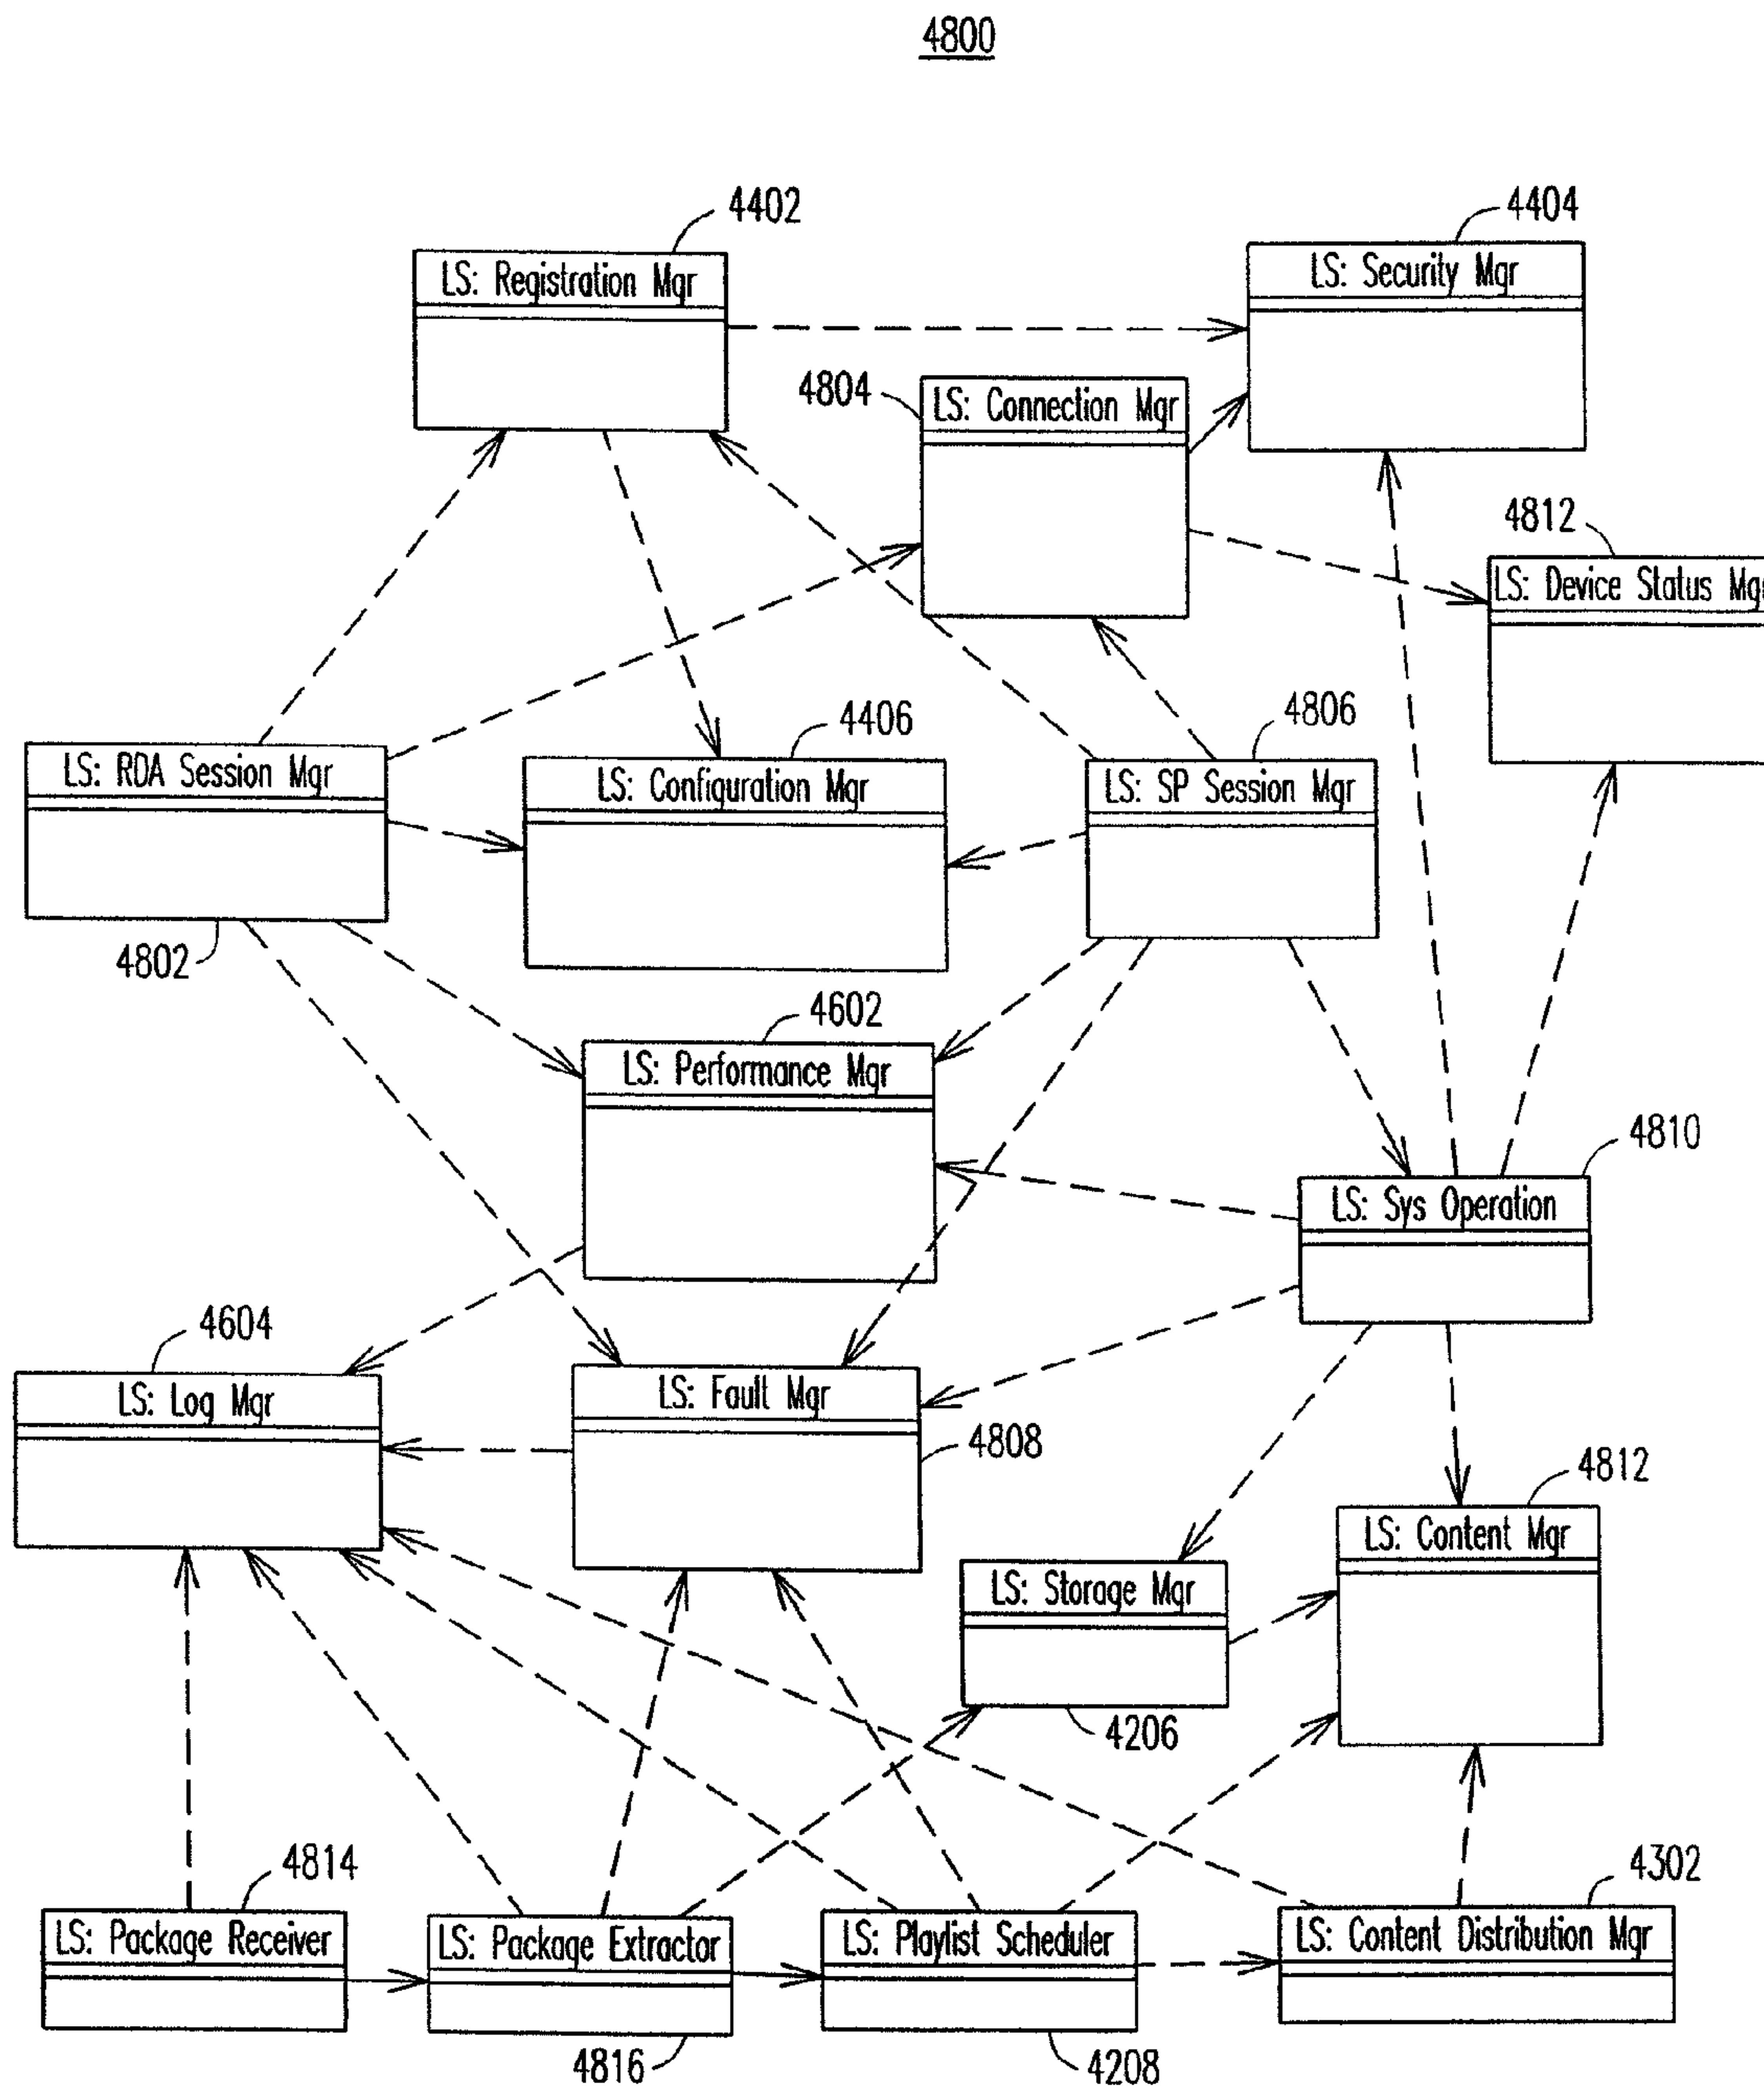 4800
4402
4404
LS: Registration Mgr
LS: Security Mgr
4804
LS: Connection Mgr
4812
LS: Device Status Mgr
4406
4806
LS: RDA Session Mgr
LS: Configuration Mgr
LS: SP Session Mgr
4802
4602
LS: Performance Mgr
4810
LS: Sys Operation
4604
LS: Log Mgr
LS: Fault Mgr
4808
4812
LS: Content Mgr
LS: Storage Mgr
4206
4814
4302
LS: Package Receiver
LS: Package Extractor
LS: Playlist Scheduler
LS: Content Distribution Mgr
4816
4208